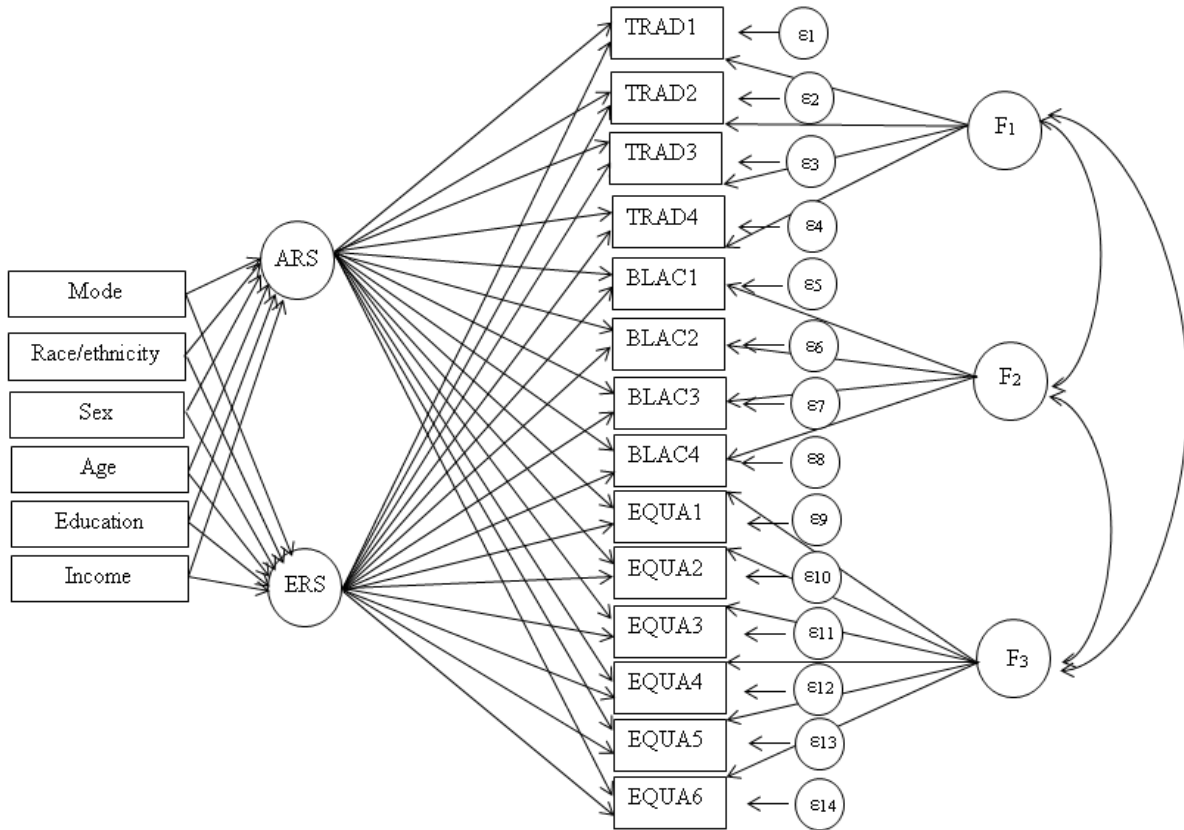 Mode
Race/ethnicity
Sex
Age
Education
Income
ARS
ERS
TRAD1
TRAD2
TRAD3
TRAD4
BLAC1
BLAC2
BLAC3
BLAC4
EQUA1
EQUA2
EQUA3
EQUA4
EQUA5
EQUA6
ε1
ε2
ε3
ε4
ε5
ε6
ε7
ε8
ε9
ε10
ε11
ε12
ε13
ε14
F1
F2
F3